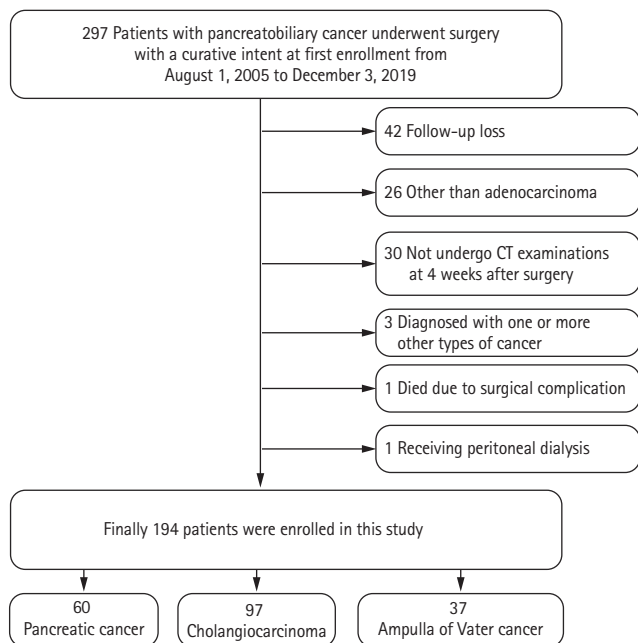 297 Patients with pancreatobiliary cancer underwent surgery
with a curative intent at first enrollment from
August 1, 2005 to December 3, 2019
42 Follow-up loss
26 Other than adenocarcinoma
30 Not undergo CT examinations
at 4 weeks after surgery
3 Diagnosed with one or more
other types of cancer
1 Died due to surgical complication
1 Receiving peritoneal dialysis
Finally 194 patients were enrolled in this study
60
Pancreatic cancer
97
Cholangiocarcinoma
37
Ampulla of Vater cancer